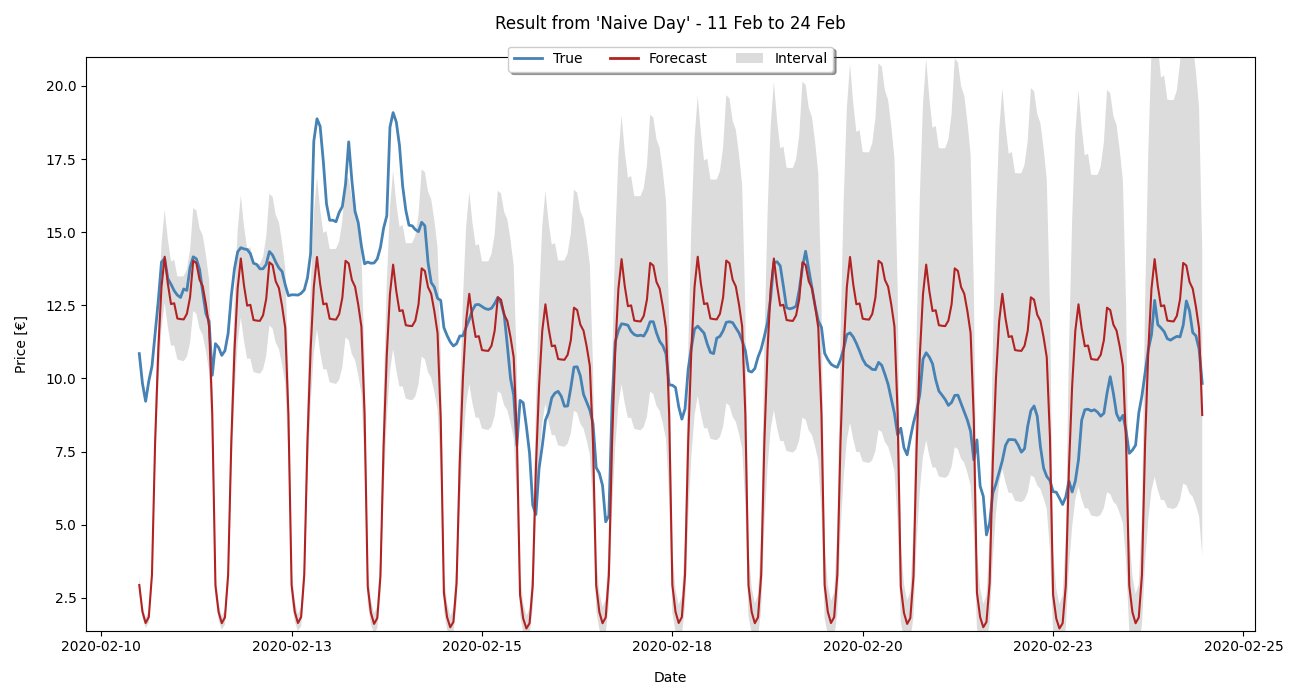 Result from 'Naive Day' - 11 Feb to 24 Feb
True Forecast Interval
20.0
17.5
15.0
12.5
10.0
7.5
5.0
2.5
Price [€]
2020-02-10 2020-02-13 2020-02-15 2020-02-18 2020-02-20 2020-02-23 2020-02-25
Date